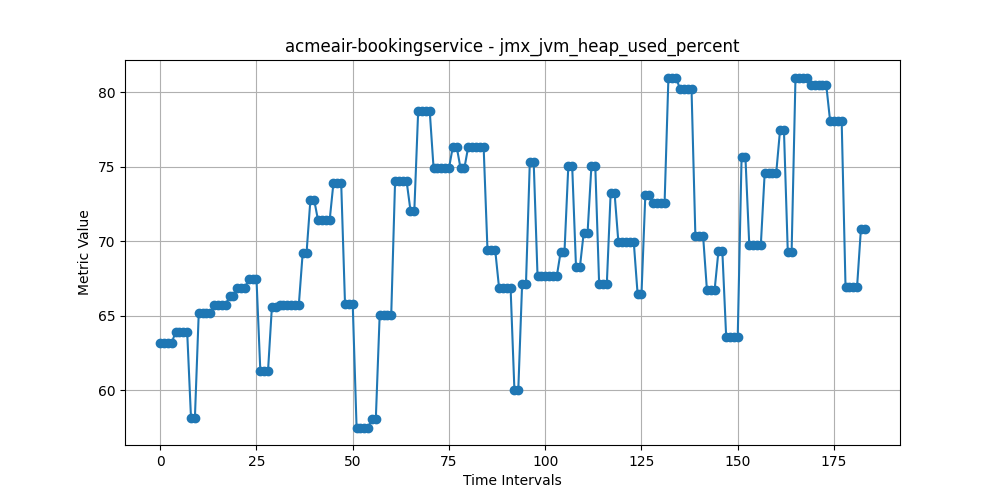 acmeair-bookingservice - jmx_jvm_heap_used_percent
80
75
70
65
60
Metric Value
0 25 50 75 100 125 150 175
Time Intervals